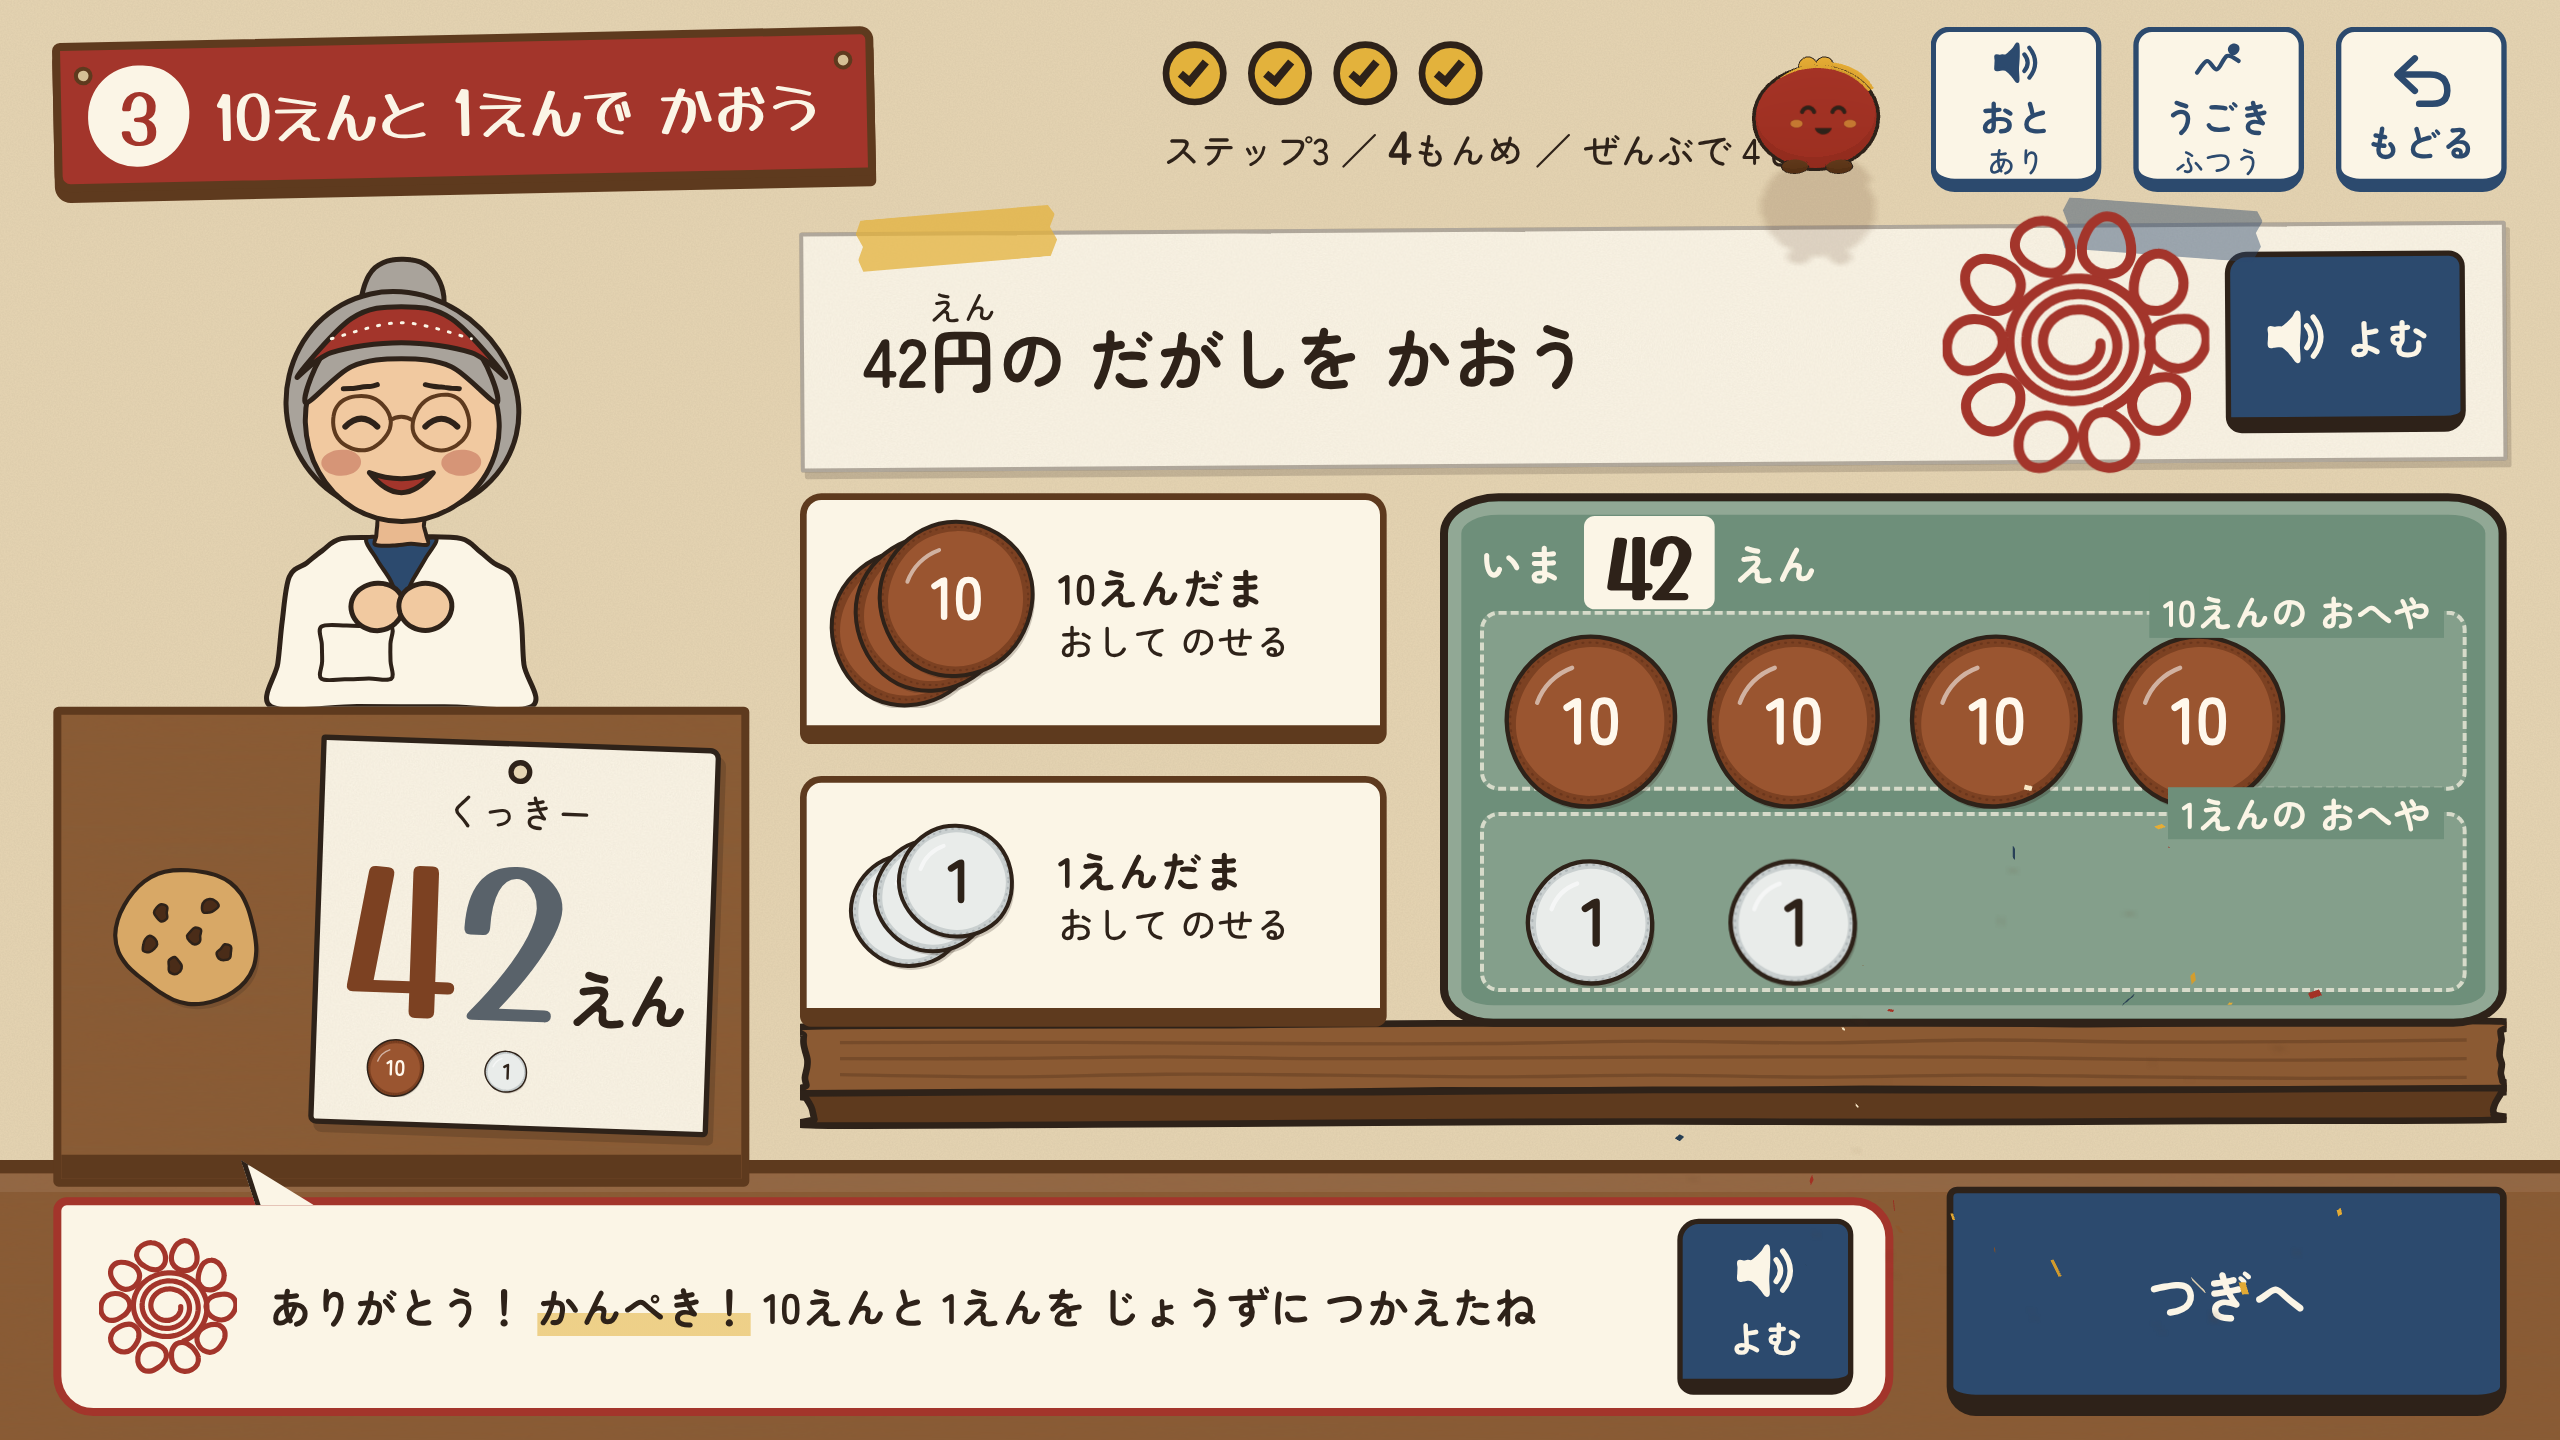 3 10えんと 1えんで かおう
ステップ3 ／ 4もんめ ／ ぜんぶで 4
おと
あり
うごき
ふつう
もどる
えん
42円の だがしを かおう
よむ
くっきー
42えん
10
1
10
10えんだま
おして のせる
1
1えんだま
おして のせる
いま 42 えん
10えんの おへや
10 10 10 10
1えんの おへや
1 1
ありがとう！ かんぺき！ 10えんと 1えんを じょうずに つかえたね
よむ
つぎへ